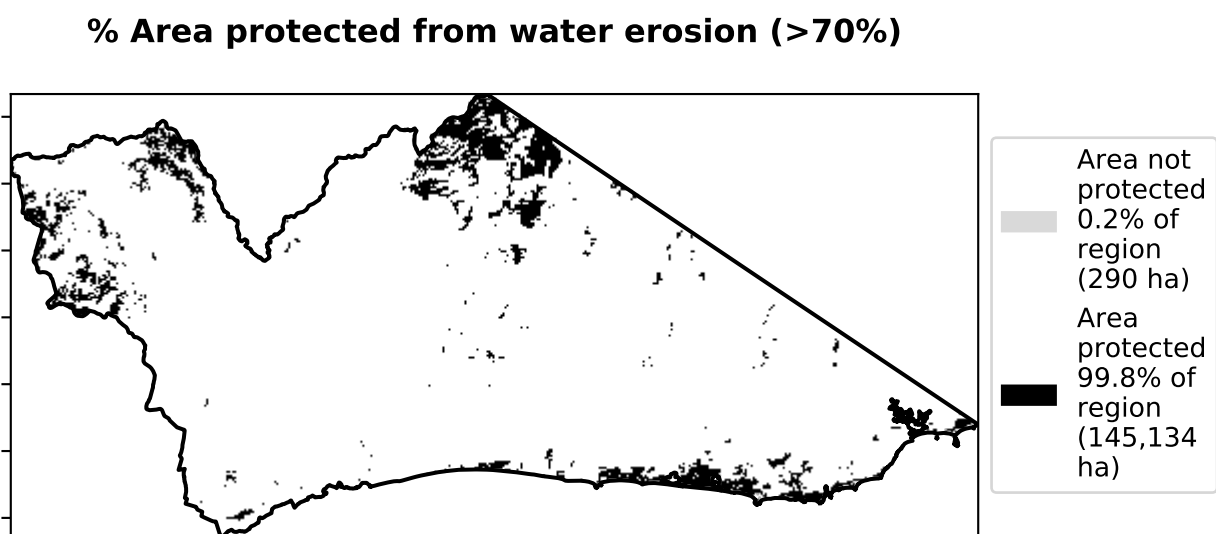 % Area protected from water erosion (>70%)
Area not
protected
0.2% of
region
(290 ha)
Area
protected
99.8% of
region
(145,134
ha)